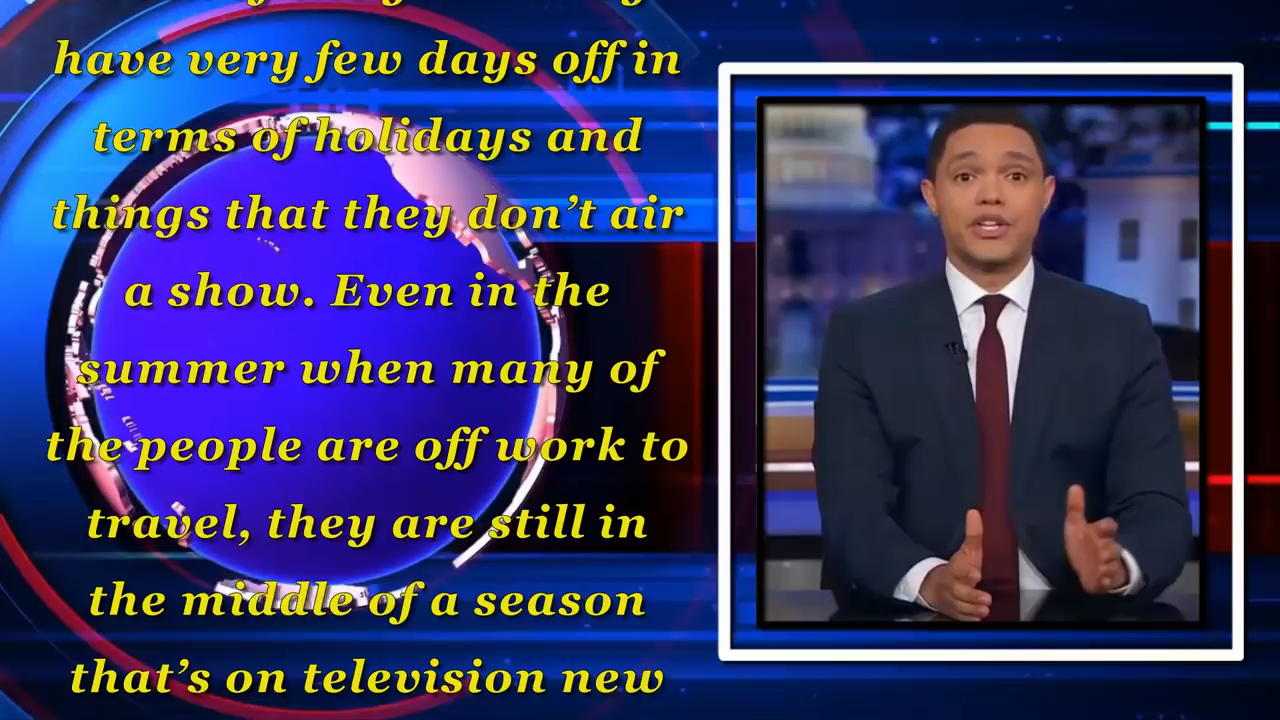 have very few days off in
terms of holidays and
things that they don't air
a show. Even in the
summer when many of
the people are off work to
travel, they are still in
the middle of a season
that's on television new